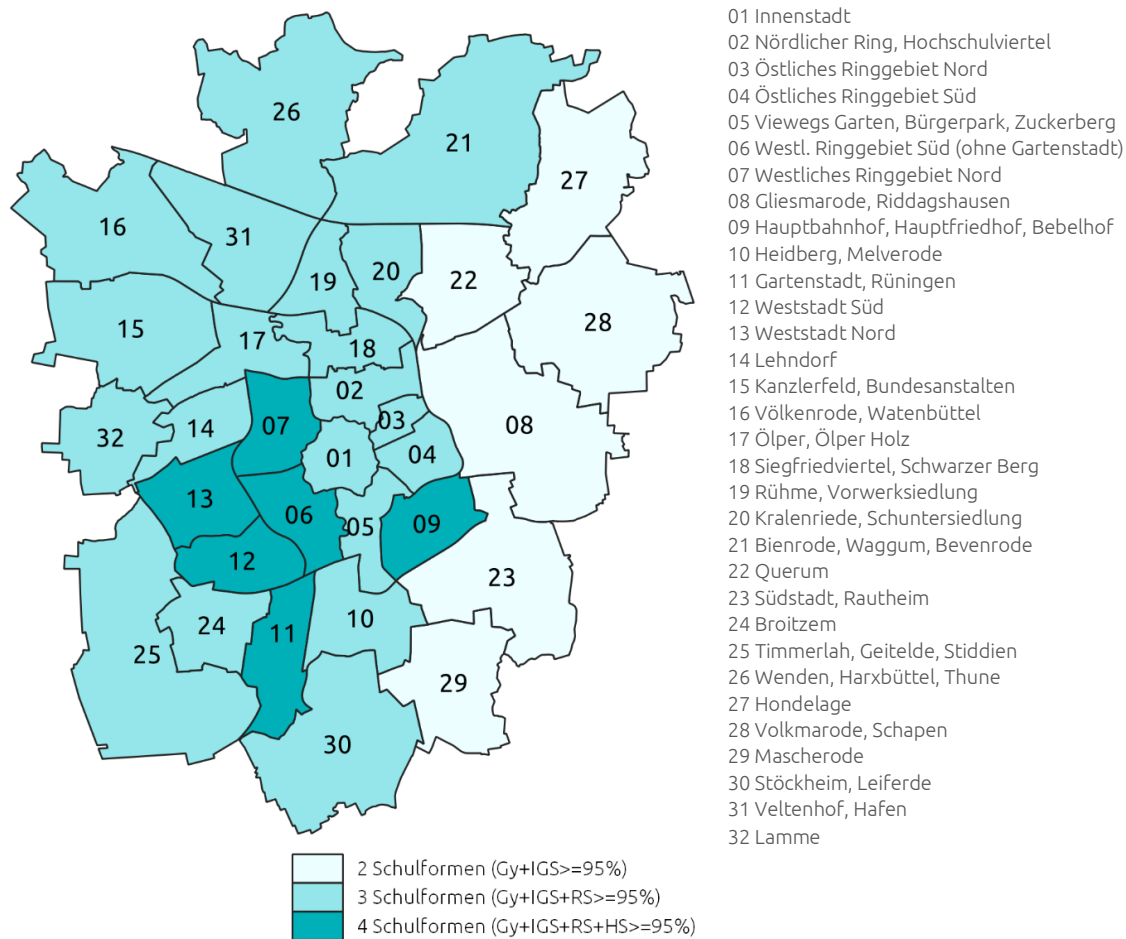 26
21
27
16
31
19
20
22
28
15
17
18
02
07
03
08
32
14
01
04
13
06
05
09
12
23
24
11
10
25
29
30
01 Innenstadt
02 Nördlicher Ring, Hochschulviertel
03 Östliches Ringgebiet Nord
04 Östliches Ringgebiet Süd
05 Viewegs Garten, Bürgerpark, Zuckerberg
06 Westl. Ringgebiet Süd (ohne Gartenstadt)
07 Westliches Ringgebiet Nord
08 Gliesmarode, Riddagshausen
09 Hauptbahnhof, Hauptfriedhof, Bebelhof
10 Heidberg, Melverode
11 Gartenstadt, Rüningen
12 Weststadt Süd
13 Weststadt Nord
14 Lehndorf
15 Kanzlerfeld, Bundesanstalten
16 Völkenrode, Watenbüttel
17 Ölper, Ölper Holz
18 Siegfriedviertel, Schwarzer Berg
19 Rühme, Vorwerksiedlung
20 Kralenriede, Schuntersiedlung
21 Bienrode, Waggum, Bevenrode
22 Querum
23 Südstadt, Rautheim
24 Broitzem
25 Timmerlah, Geitelde, Stiddien
26 Wenden, Harxbüttel, Thune
27 Hondelage
28 Volkmarode, Schapen
29 Mascherode
30 Stöckheim, Leiferde
31 Veltenhof, Hafen
32 Lamme
2 Schulformen (Gy+IGS>=95%)
3 Schulformen (Gy+IGS+RS>=95%)
4 Schulformen (Gy+IGS+RS+HS>=95%)